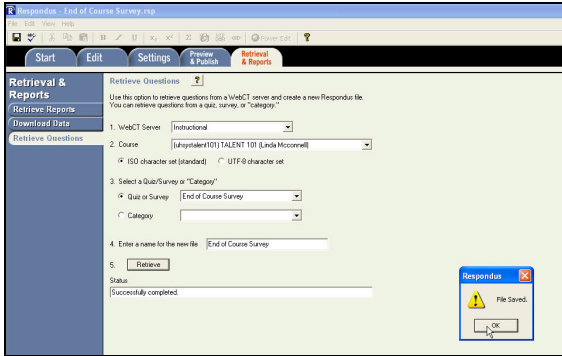 Respondus - End of Course Survey.rsp
File Edit View Help
B I U x₂ x² Σ Power Edit ?
Start Edit Settings Preview & Publish Retrieval & Reports
Retrieval & Reports
Retrieve Reports
Download Data
Retrieve Questions
Retrieve Questions ?
Use this option to retrieve questions from a WebCT server and create a new Respondus file.
You can retrieve questions from a quiz, survey, or "category."
1. WebCT Server Instructional
2. Course (uhsystalent101) TALENT 101 (Linda Mcconnell)
ISO character set (standard) UTF-8 character set
3. Select a Quiz/Survey or "Category"
Quiz or Survey End of Course Survey
Category
4. Enter a name for the new file End of Course Survey
5. Retrieve
Status
Successfully completed.
Respondus
File Saved.
OK